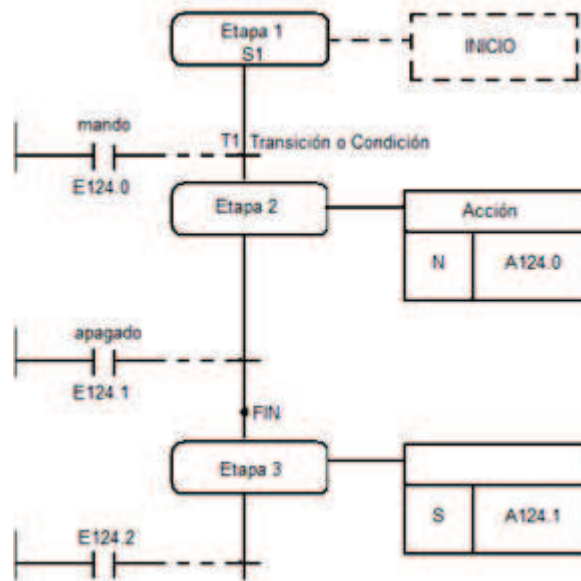 Etapa 1
S1
INICIO
mando
T1 Transición o Condición
E124.0
Etapa 2
Acción
N A124.0
apagado
E124.1
FIN
Etapa 3
S A124.1
E124.2